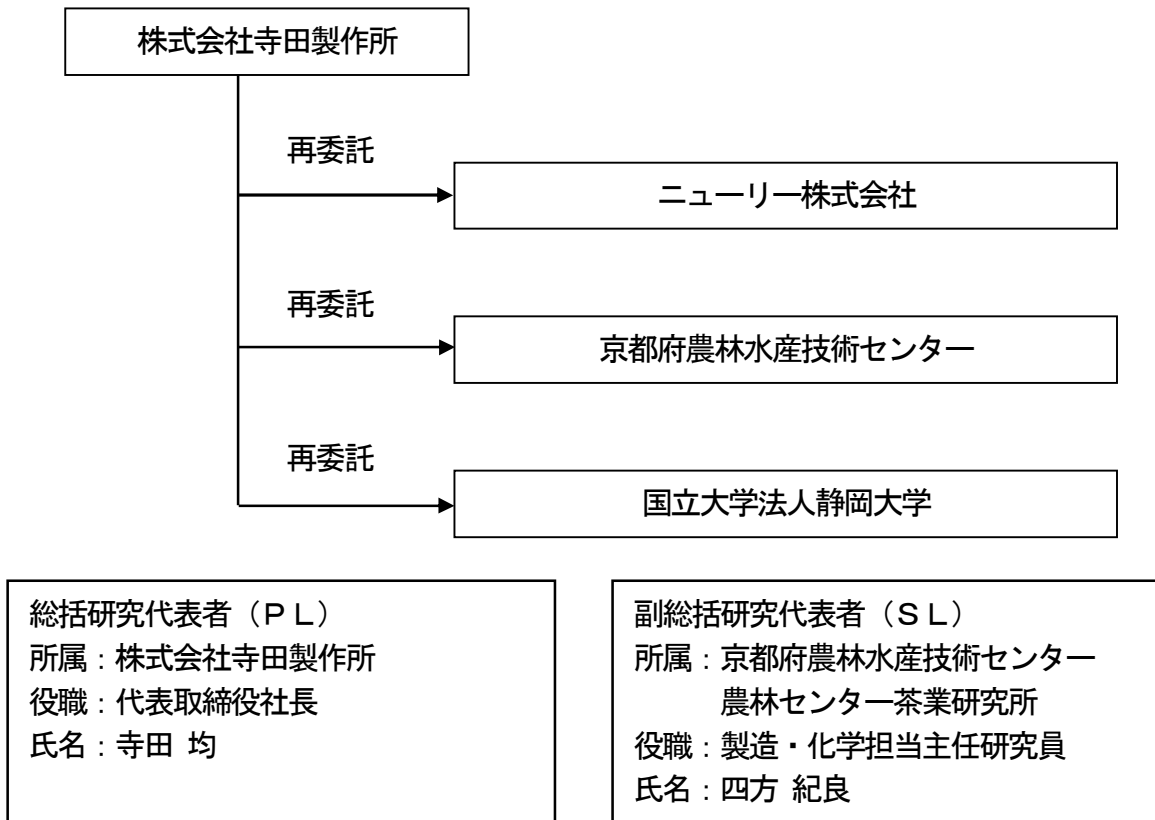 株式会社寺田製作所
再委託
ニューリー株式会社
再委託
京都府農林水産技術センター
再委託
国立大学法人静岡大学
総括研究代表者（ＰＬ）
所属：株式会社寺田製作所
役職：代表取締役社長
氏名：寺田 均
副総括研究代表者（ＳＬ）
所属：京都府農林水産技術センター
農林センター茶業研究所
役職：製造・化学担当主任研究員
氏名：四方 紀良